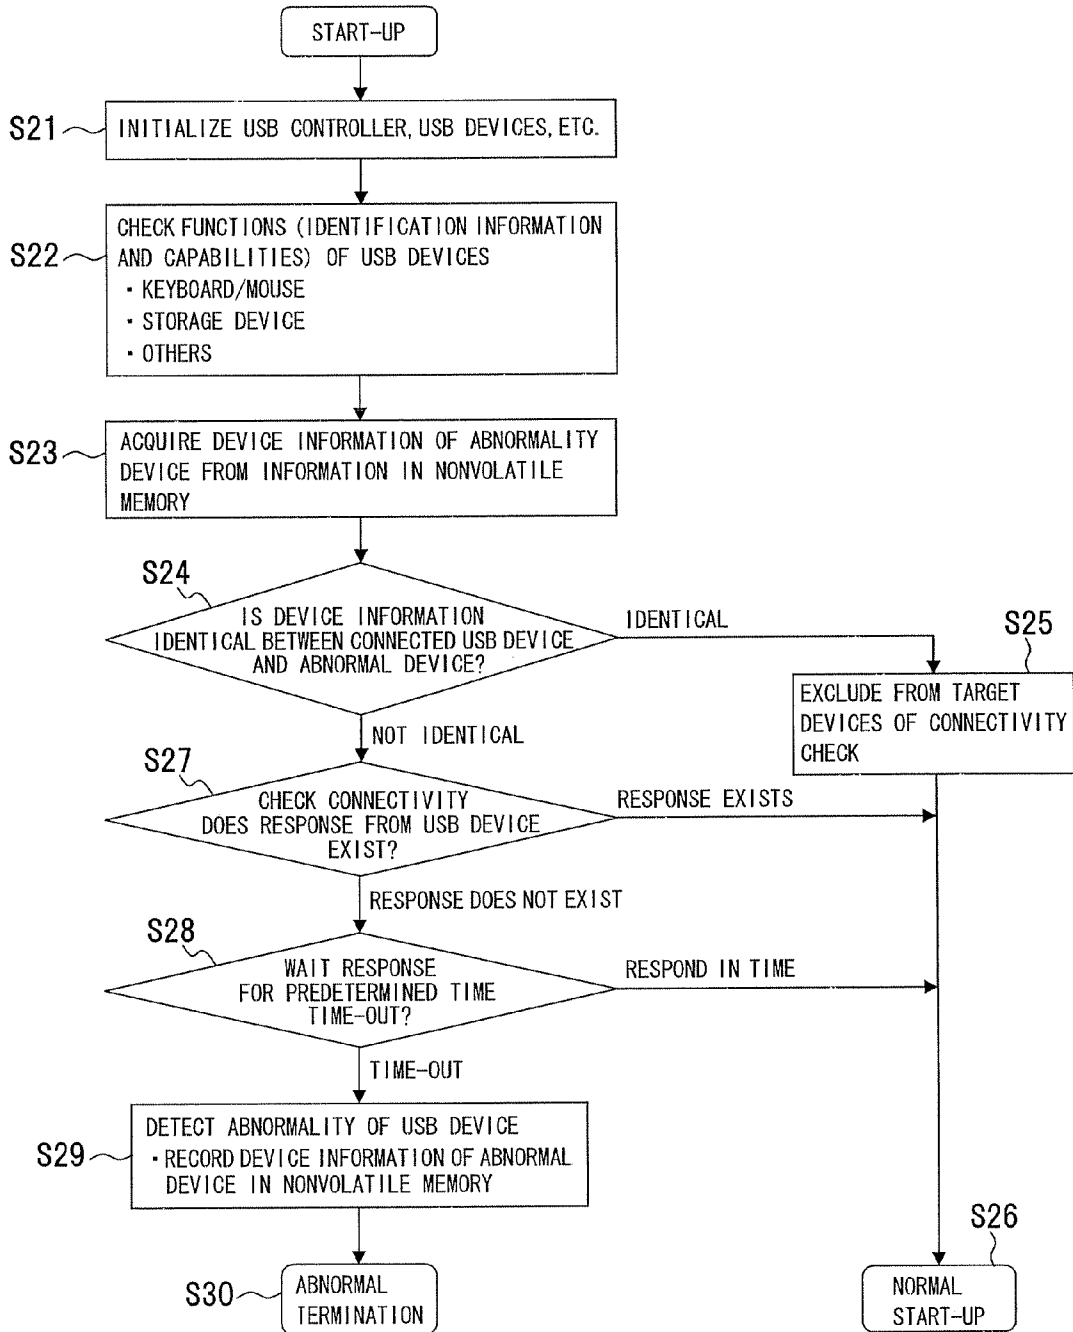 START-UP
S21
INITIALIZE USB CONTROLLER, USB DEVICES, ETC.
S22
CHECK FUNCTIONS (IDENTIFICATION INFORMATION
AND CAPABILITIES) OF USB DEVICES
・KEYBOARD/MOUSE
・STORAGE DEVICE
・OTHERS
S23
ACQUIRE DEVICE INFORMATION OF ABNORMALITY
DEVICE FROM INFORMATION IN NONVOLATILE
MEMORY
S24
IS DEVICE INFORMATION
IDENTICAL BETWEEN CONNECTED USB DEVICE
AND ABNORMAL DEVICE?
IDENTICAL
S25
EXCLUDE FROM TARGET
DEVICES OF CONNECTIVITY
CHECK
NOT IDENTICAL
S27
CHECK CONNECTIVITY
DOES RESPONSE FROM USB DEVICE
EXIST?
RESPONSE EXISTS
RESPONSE DOES NOT EXIST
S28
WAIT RESPONSE
FOR PREDETERMINED TIME
TIME-OUT?
RESPOND IN TIME
TIME-OUT
S29
DETECT ABNORMALITY OF USB DEVICE
・RECORD DEVICE INFORMATION OF ABNORMAL
DEVICE IN NONVOLATILE MEMORY
S30
ABNORMAL
TERMINATION
S26
NORMAL
START-UP